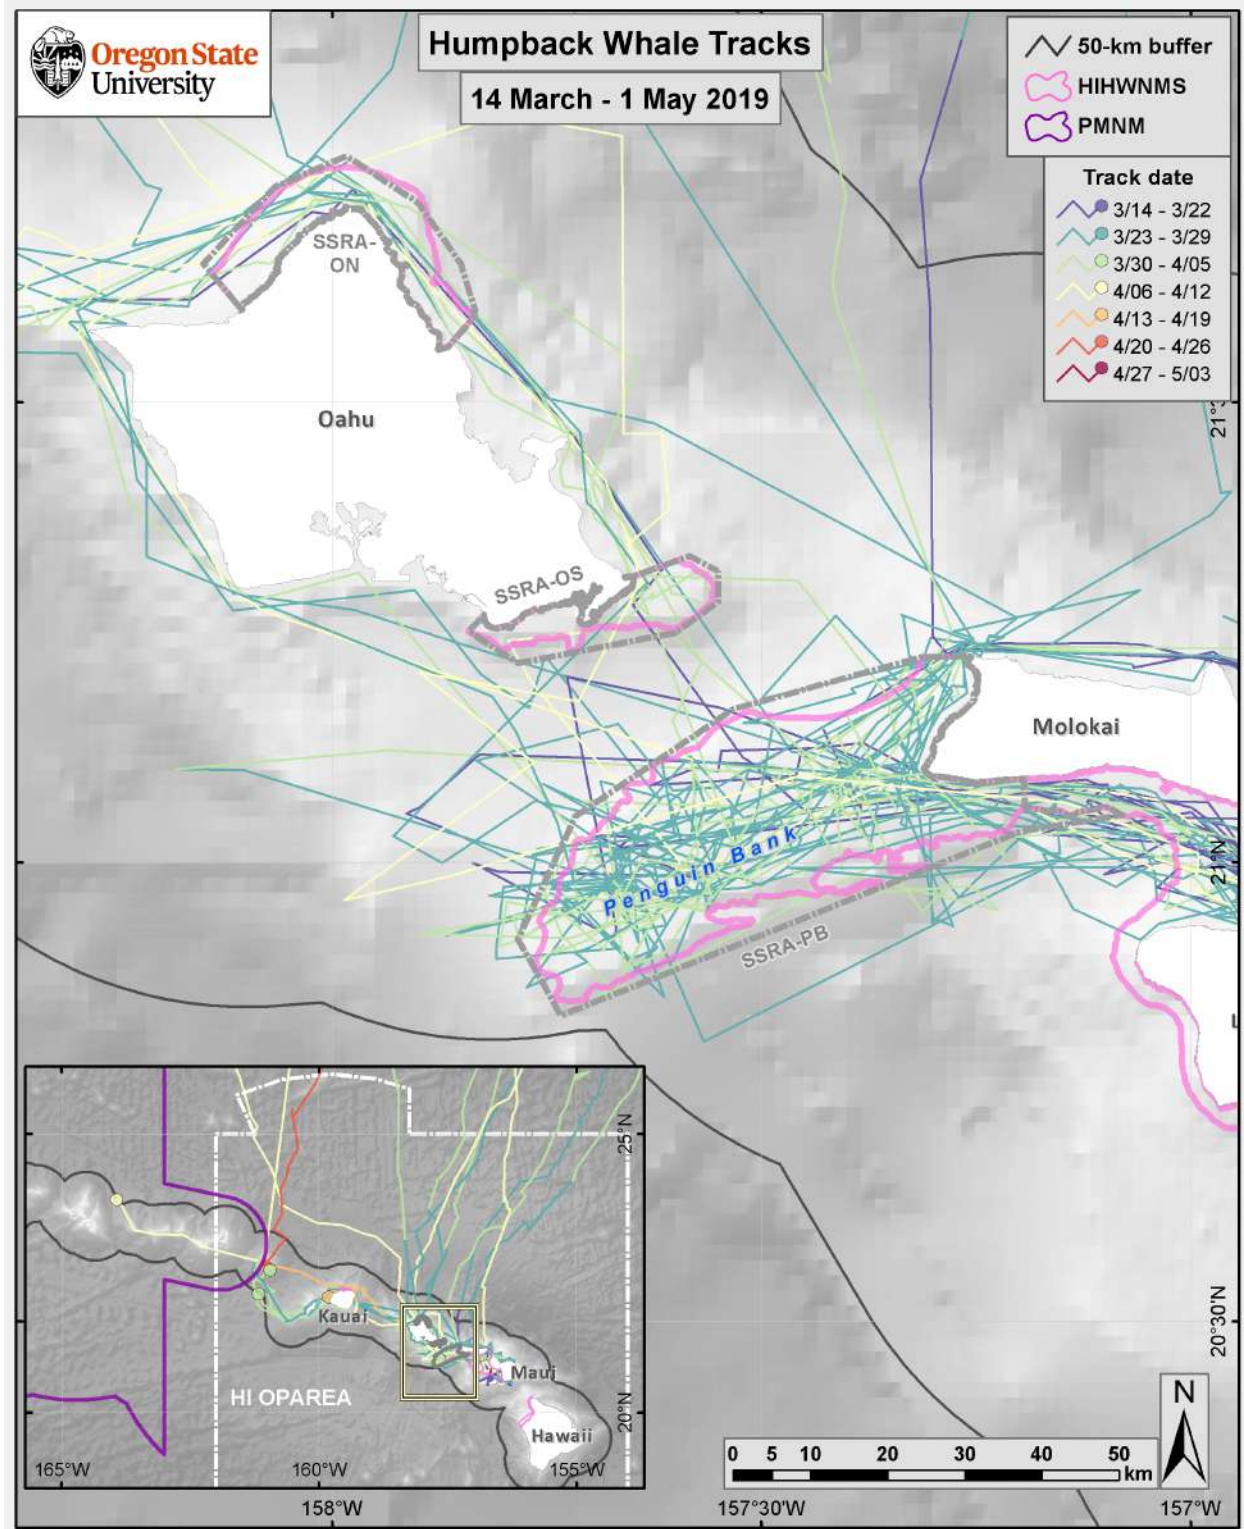 Oregon State
University
Humpback Whale Tracks
14 March - 1 May 2019
50-km buffer
HIHWNMS
PMNM
Track date
3/14 - 3/22
3/23 - 3/29
3/30 - 4/05
4/06 - 4/12
4/13 - 4/19
4/20 - 4/26
4/27 - 5/03
SSRA-
ON
Oahu
SSRA-OS
Molokai
Penguin Bank
SSRA-PB
21°N
20°30'N
25°N
20°N
Kauai
Maui
HI OPAREA
Hawaii
165°W
160°W
155°W
N
0 5 10 20 30 40 50
km
158°W
157°30'W
157°W